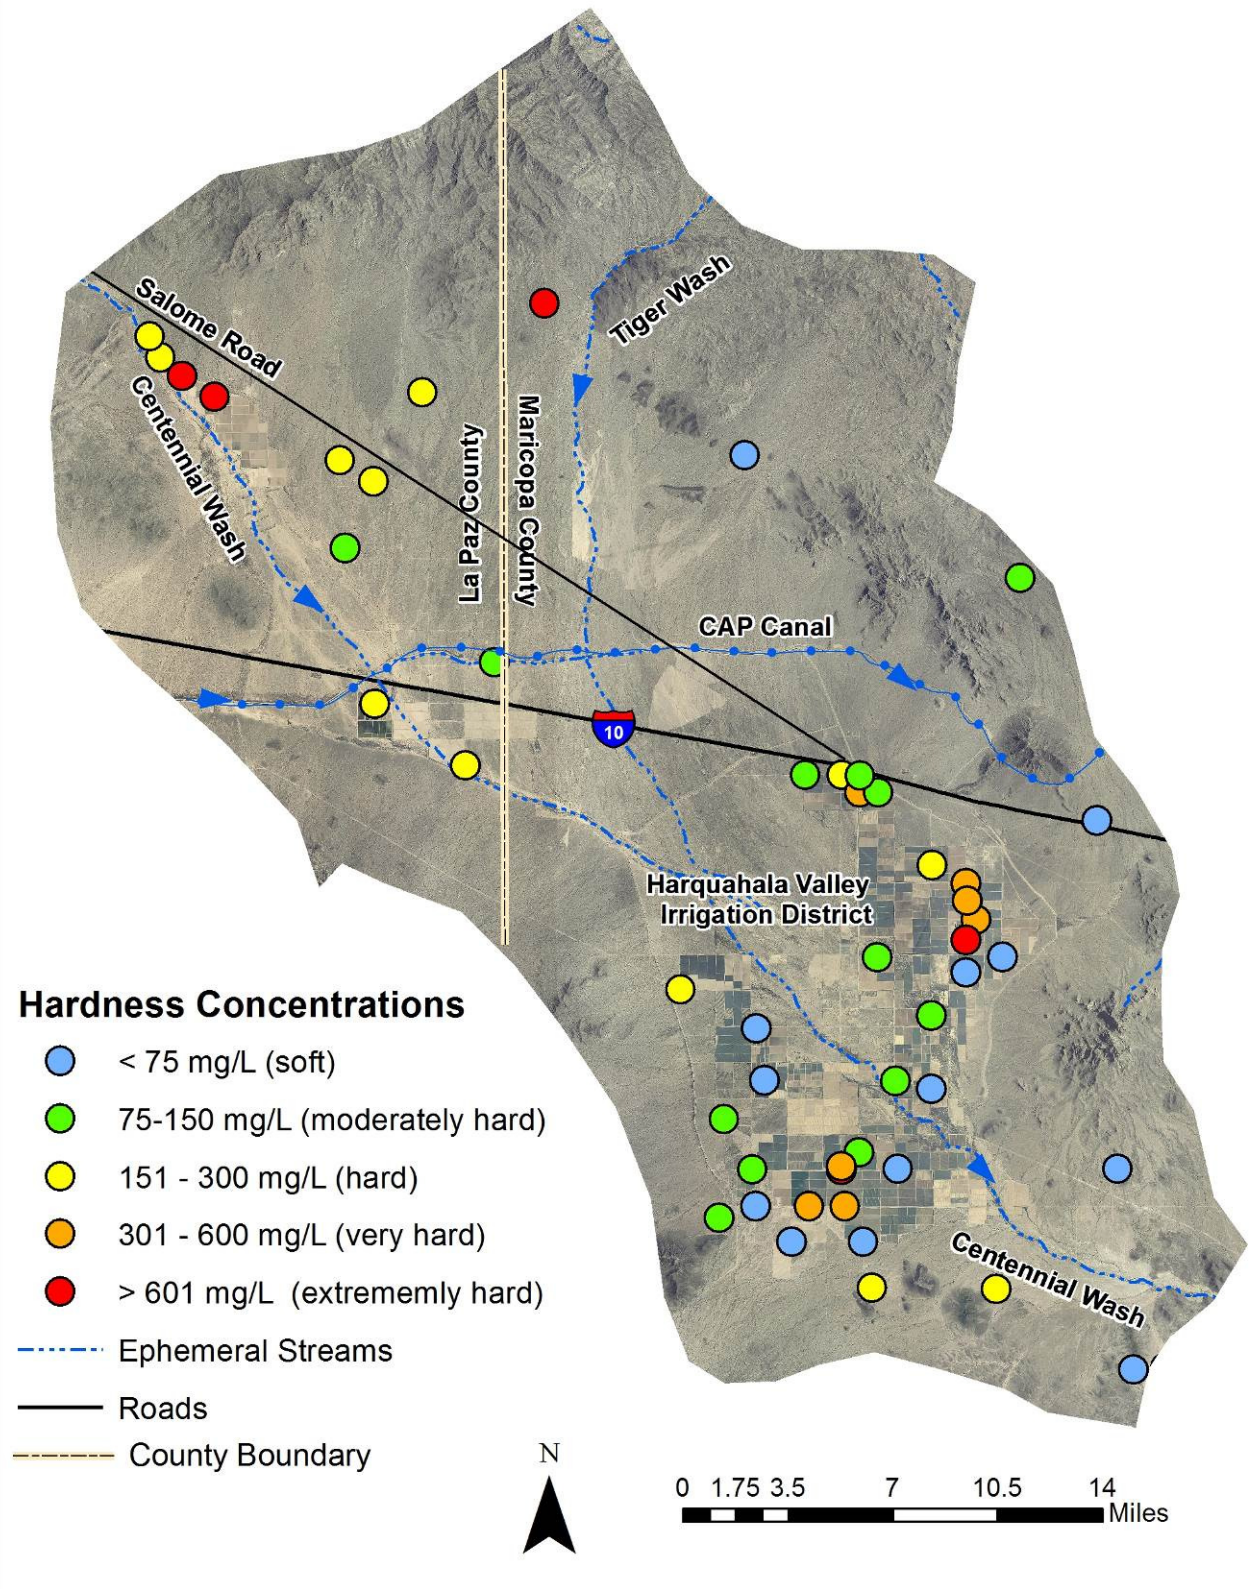 Salome Road
Tiger Wash
Centennial Wash
La Paz County
Maricopa County
CAP Canal
10
Harquahala Valley
Irrigation District
Centennial Wash
Hardness Concentrations
< 75 mg/L (soft)
75-150 mg/L (moderately hard)
151 - 300 mg/L (hard)
301 - 600 mg/L (very hard)
> 601 mg/L (extrememly hard)
Ephemeral Streams
Roads
County Boundary
N
0 1.75 3.5 7 10.5 14
Miles